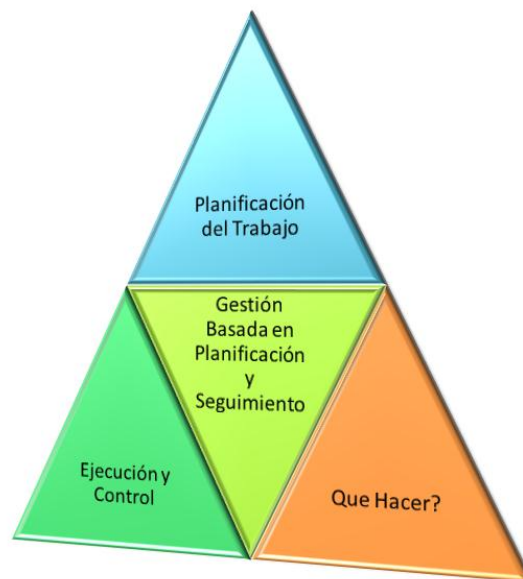 Planificación
del Trabajo
Gestión
Basada en
Planificación
y
Seguimiento
Ejecución y
Control
Que Hacer?